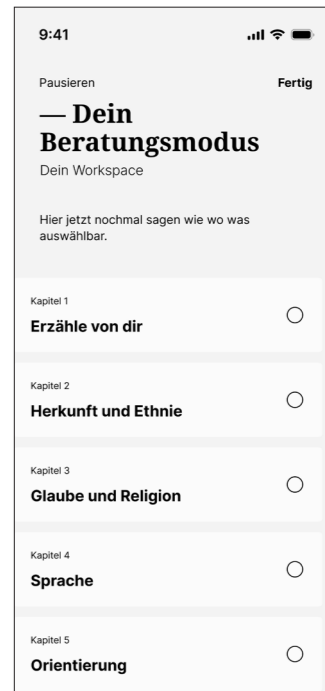 9:41
Pausieren
Fertig
— Dein
Beratungsmodus
Dein Workspace
Hier jetzt nochmal sagen wie wo was
auswählbar.
Kapitel 1
Erzähle von dir
Kapitel 2
Herkunft und Ethnie
Kapitel 3
Glaube und Religion
Kapitel 4
Sprache
Kapitel 5
Orientierung